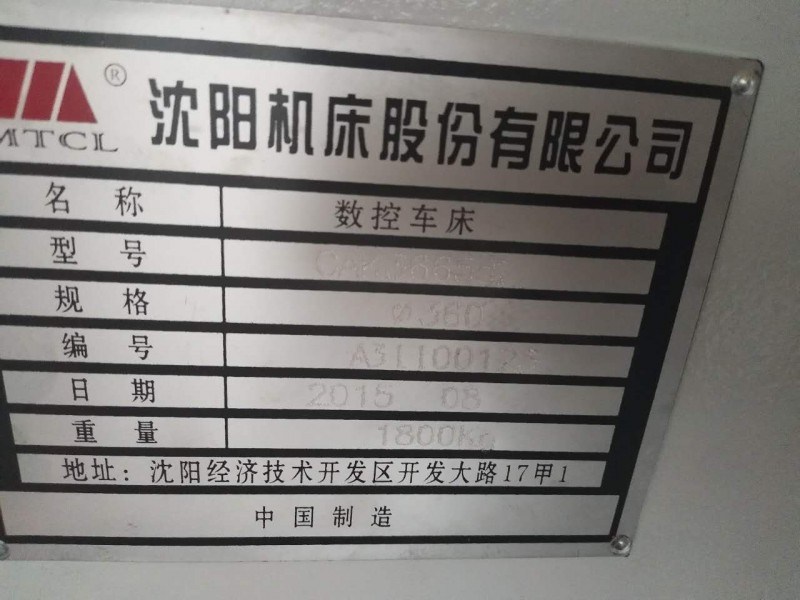 ®
MTCL
沈阳机床股份有限公司
名称 数控车床
型号
规格
编号
日期 2015 08
重量 1800Kg
地址：沈阳经济技术开发区开发大路17甲1
中国制造